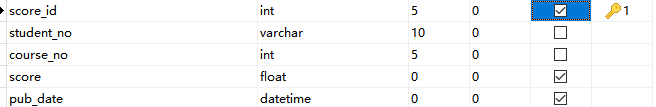 score_id int 5 0 1
student_no varchar 10 0
course_no int 5 0
score float 0 0
pub_date datetime 0 0